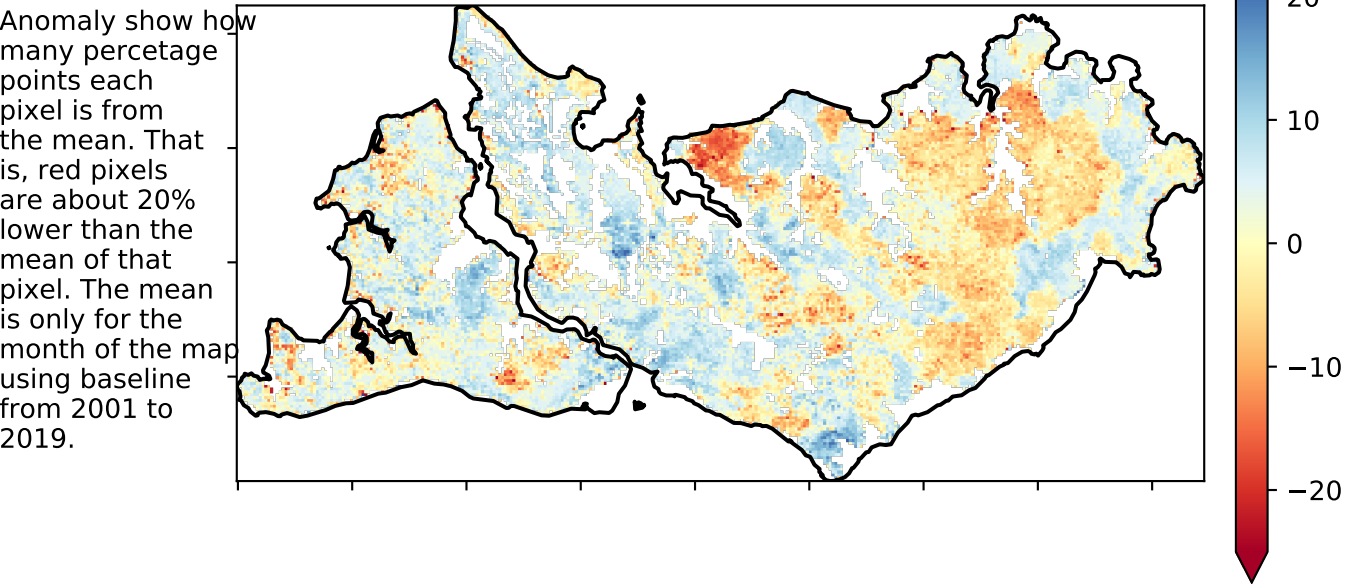 Anomaly show how
many percetage
points each
pixel is from
the mean. That
is, red pixels
are about 20%
lower than the
mean of that
pixel. The mean
is only for the
month of the map
using baseline
from 2001 to
2019.
20
10
0
−10
−20